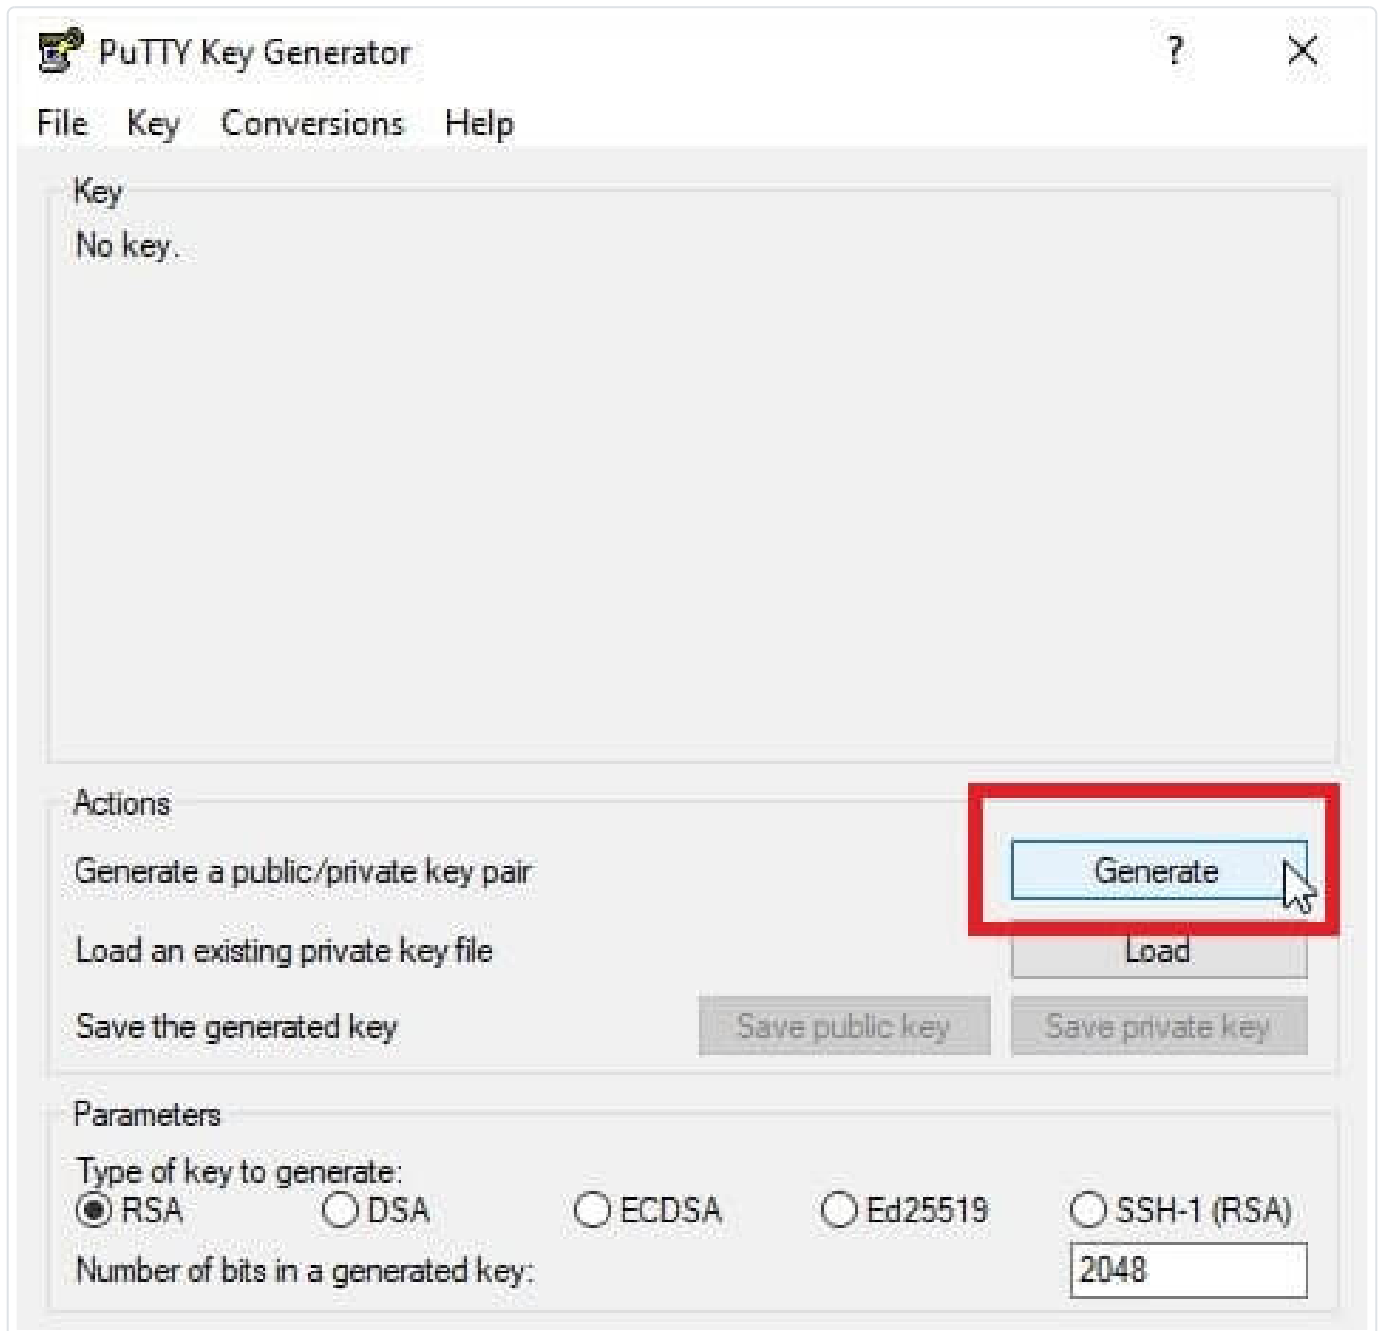 PuTTY Key Generator ?
File Key Conversions Help
Key
No key.
Actions
Generate a public/private key pair Generate
Load an existing private key file Load
Save the generated key Save public key Save private key
Parameters
Type of key to generate:
RSA DSA ECDSA Ed25519 SSH-1 (RSA)
Number of bits in a generated key: 2048